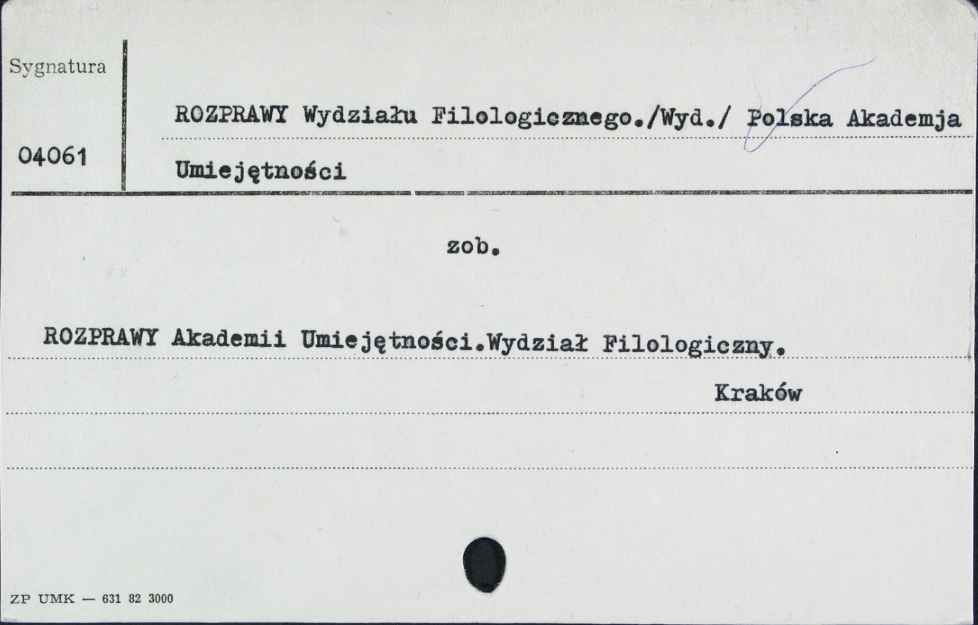 Sygnatura
ROZPRAWY Wydziału Filologicznego./Wyd./ Polska Akademja
04061
Umiejętności
zob.
ROZPRAWY Akademii Umiejętności.Wydział Filologiczny.
Kraków
ZP UMK — 631 82 3000